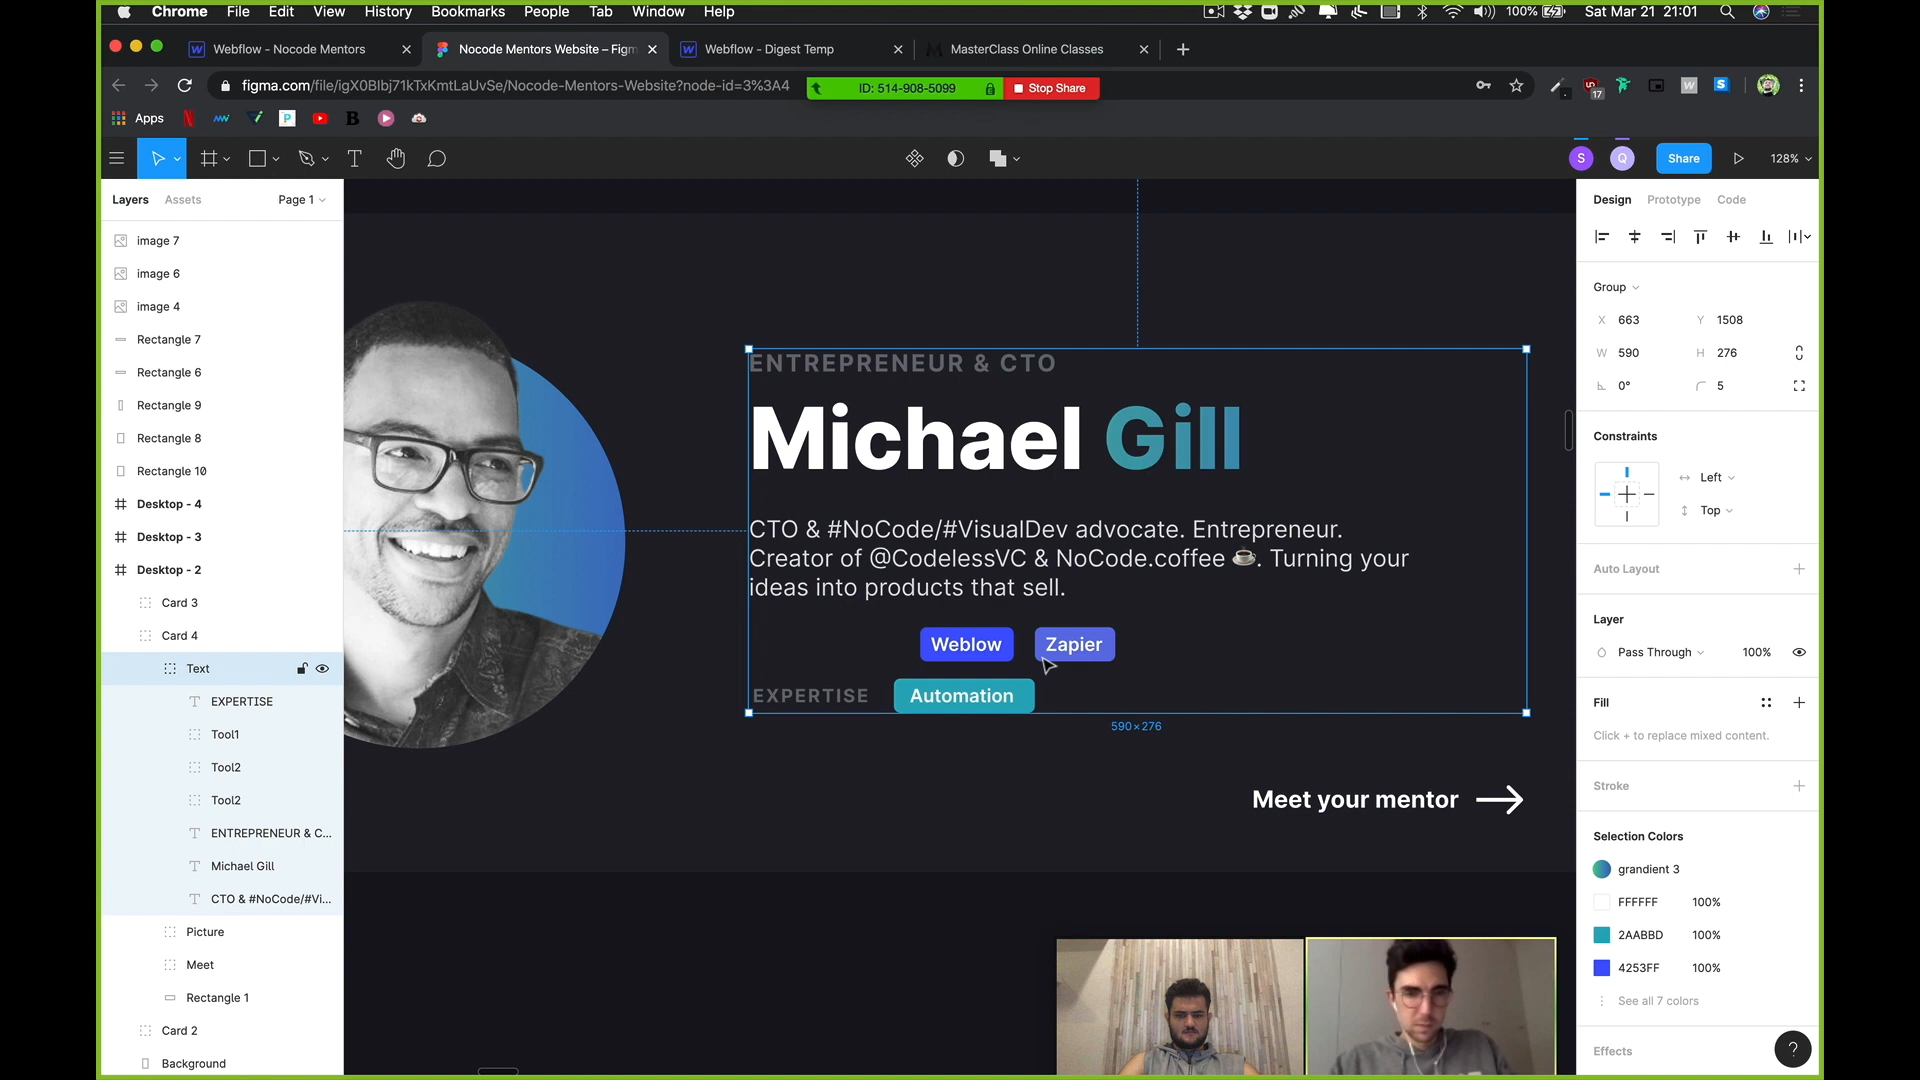 Chrome File Edit View History Bookmarks People Tab Window Help
100% Sat Mar 21 21:01
Webflow - Nocode Mentors
Nocode Mentors Website – Figm
Webflow - Digest Temp
MasterClass Online Classes
figma.com/file/igX0BIbj71kTxKmtLaUvSe/Nocode-Mentors-Website?node-id=3%3A4
ID: 514-908-5099
Stop Share
17
Apps
S
Q
Share
128%
Layers
Assets
Page 1
image 7
image 6
image 4
Rectangle 7
Rectangle 6
Rectangle 9
Rectangle 8
Rectangle 10
Desktop - 4
Desktop - 3
Desktop - 2
Card 3
Card 4
Text
EXPERTISE
Tool1
Tool2
Tool2
ENTREPRENEUR & C...
Michael Gill
CTO & #NoCode/#Vi...
Picture
Meet
Rectangle 1
Card 2
Background
ENTREPRENEUR & CTO
Michael Gill
CTO & #NoCode/#VisualDev advocate. Entrepreneur.
Creator of @CodelessVC & NoCode.coffee ☕. Turning your
ideas into products that sell.
Weblow
Zapier
EXPERTISE
Automation
590×276
Meet your mentor
Design
Prototype
Code
Group
X 663 Y 1508
W 590 H 276
0° 5
Constraints
Left
Top
Auto Layout
Layer
Pass Through 100%
Fill
Click + to replace mixed content.
Stroke
Selection Colors
grandient 3
FFFFFF 100%
2AABBD 100%
4253FF 100%
See all 7 colors
Effects
?